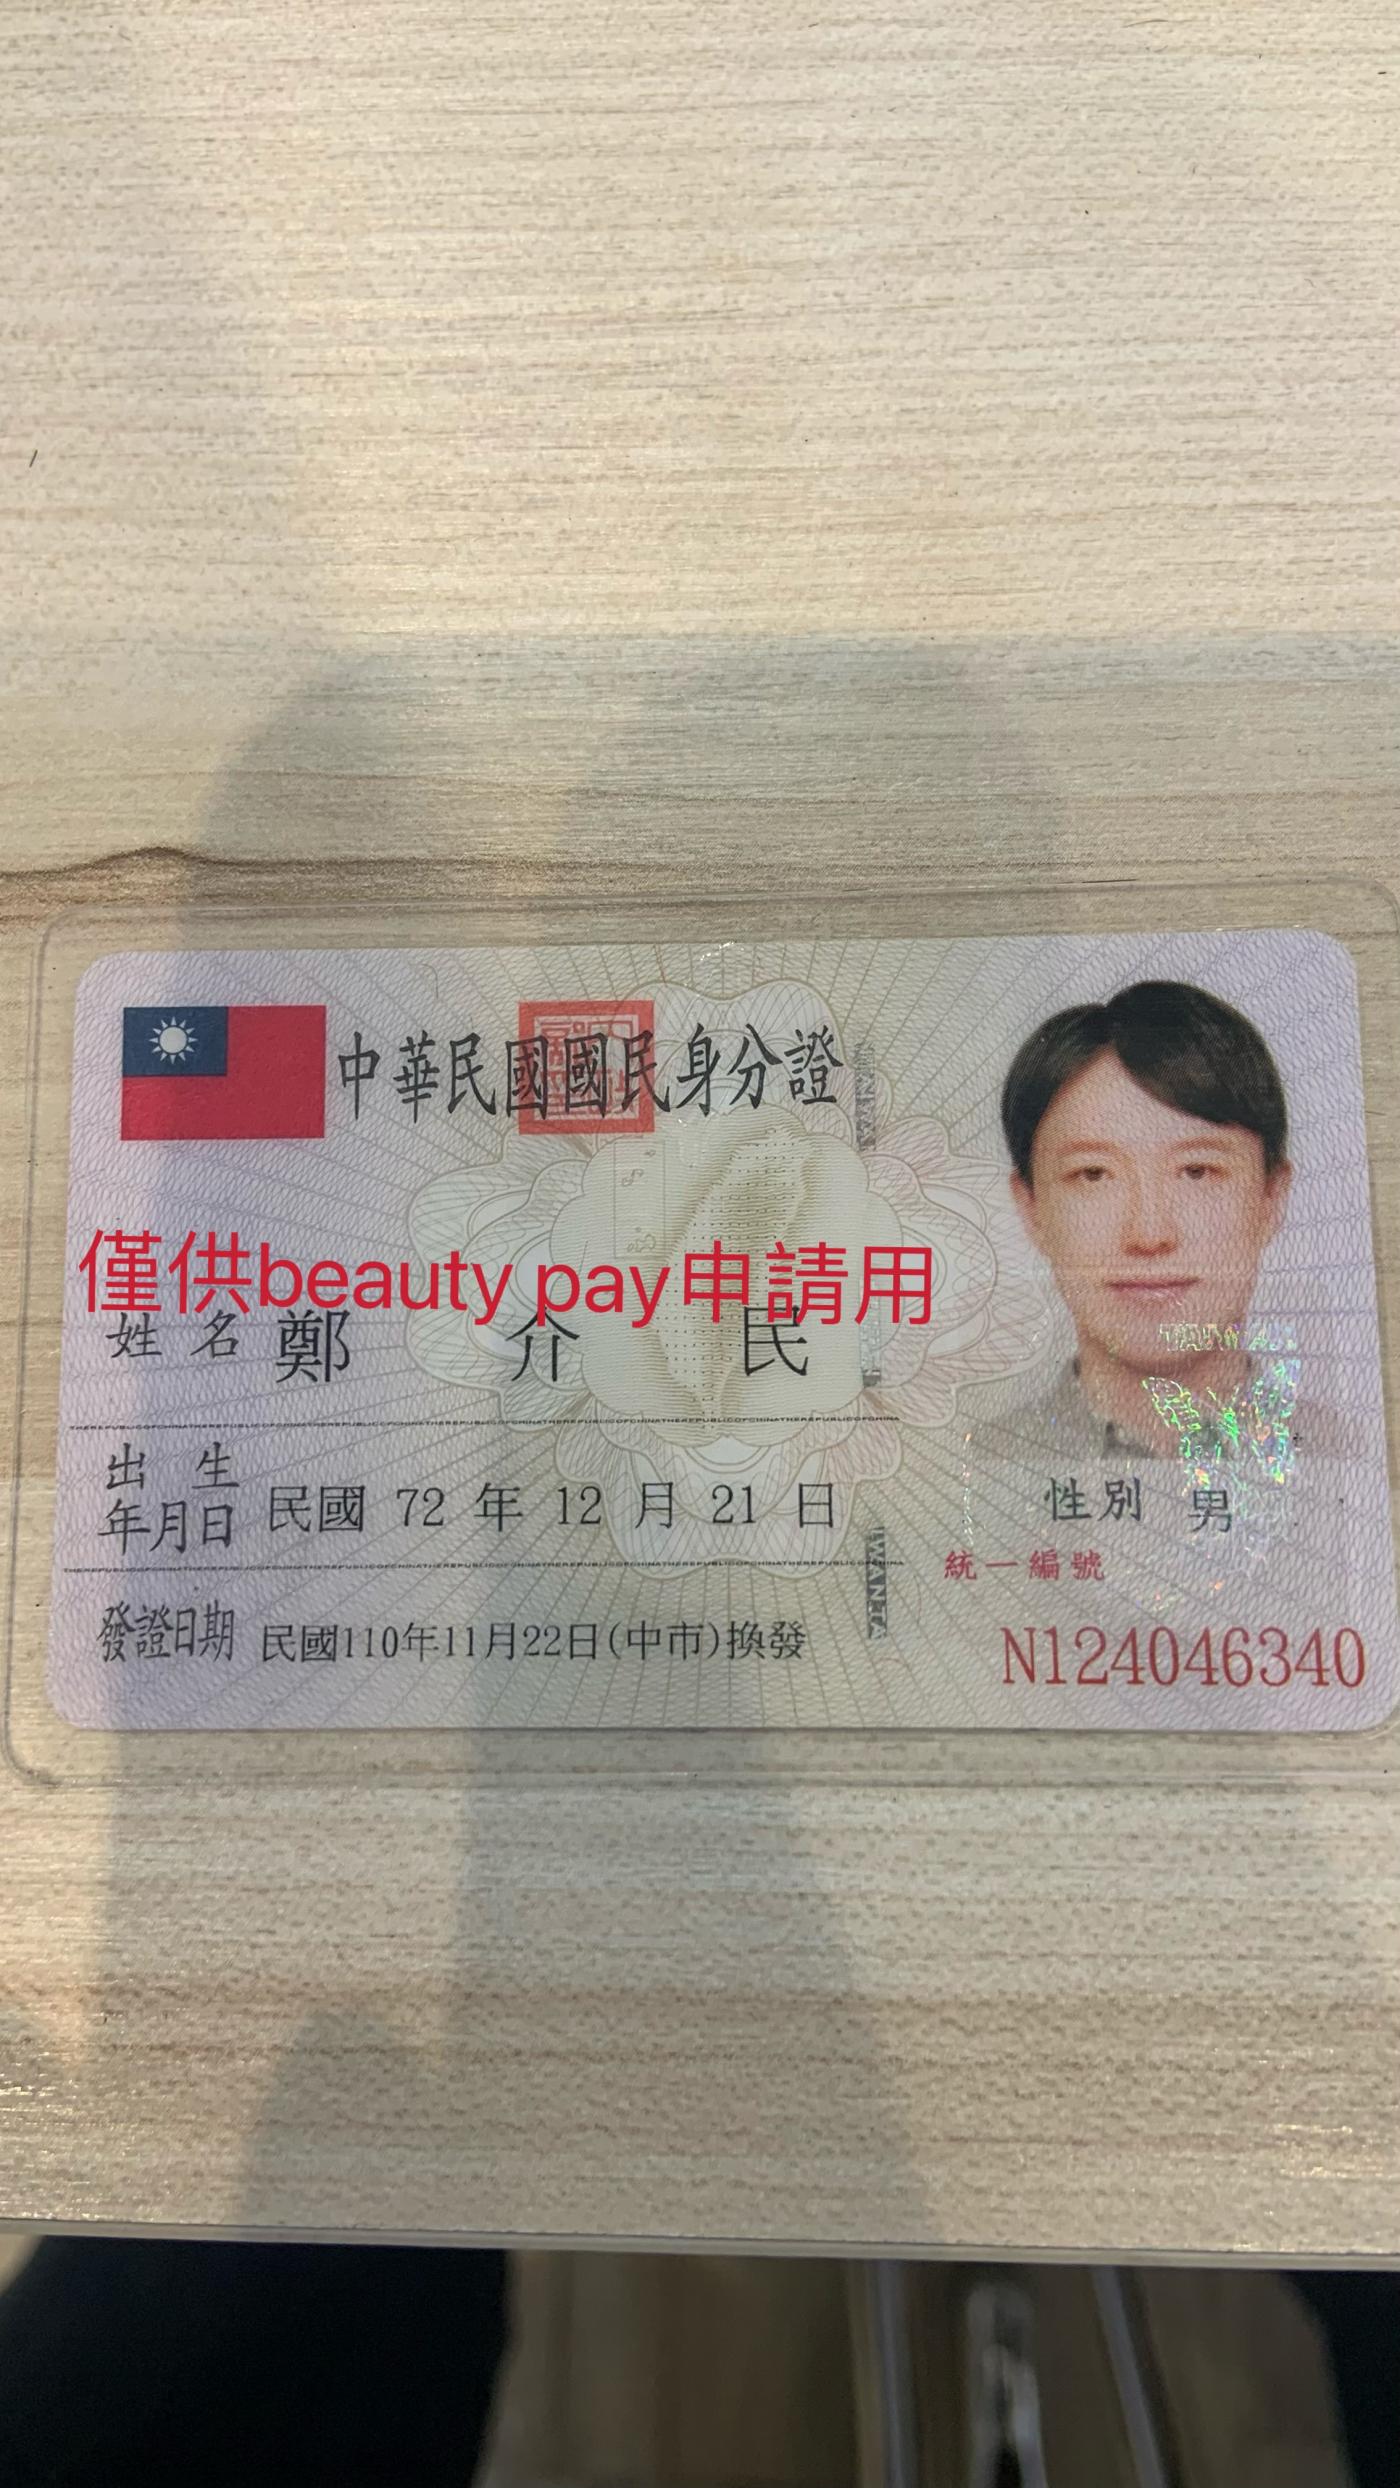 中華民國國民身分證
僅供beauty pay申請用
姓名 鄭介民
出生年月日 民國 72 年 12 月 21 日
性別 男
統一編號
發證日期 民國110年11月22日(中市)換發
N124046340